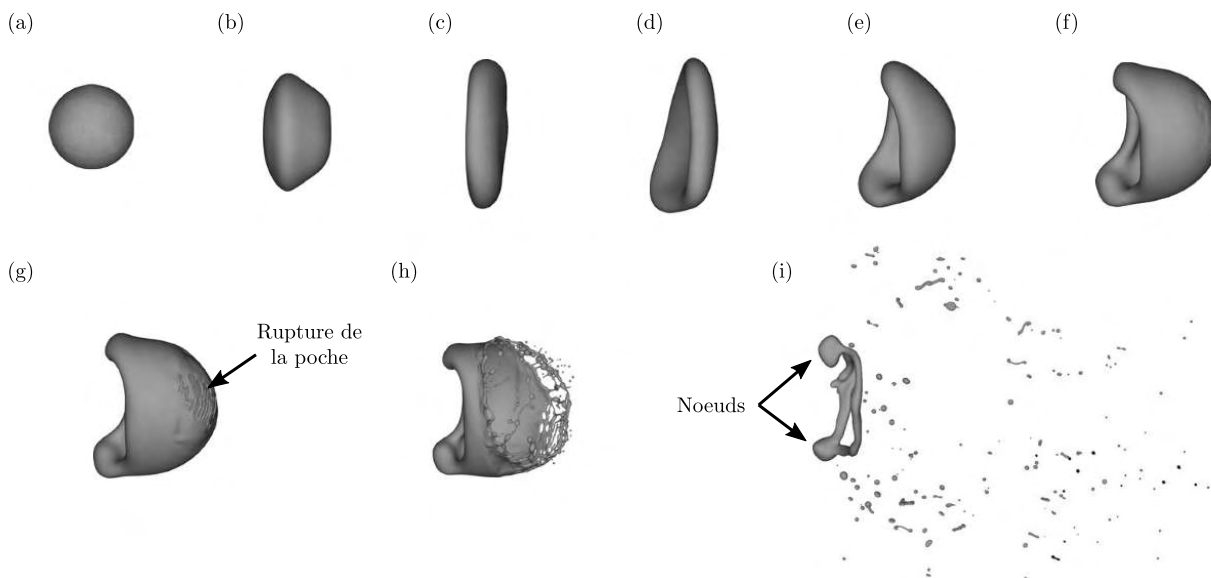 (a)
(b)
(c)
(d)
(e)
(f)
(g)
(h)
(i)
Rupture de
la poche
Noeuds